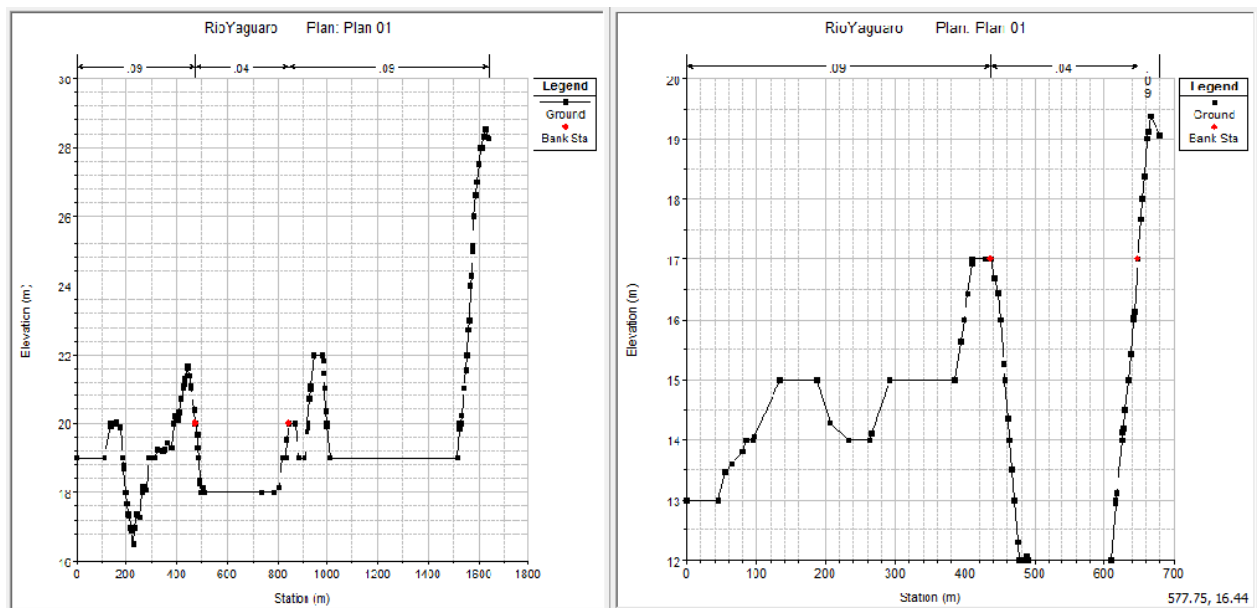 RioYaguaro Plan: Plan 01
.09 .04 .09
30
28
26
24
22
20
18
16
Elevation (m)
0 200 400 600 800 1000 1200 1400 1600 1800
Station (m)
Legend
Ground
Bank Sta
RioYaguaro Plan: Plan 01
.09 .04 .09
20
19
18
17
16
15
14
13
12
Elevation (m)
0 100 200 300 400 500 600 700
Station (m)
Legend
Ground
Bank Sta
577.75, 16.44